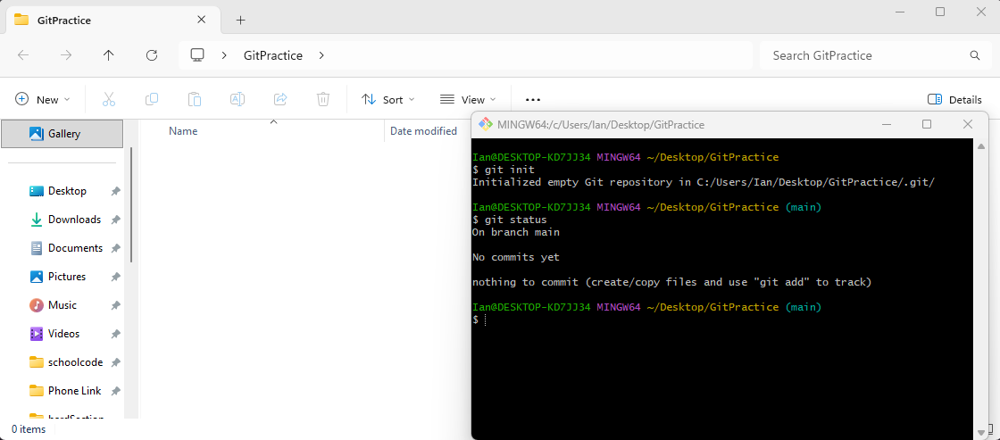 GitPractice
GitPractice
Search GitPractice
New
Sort
View
Details
Gallery
Name
Date modified
Desktop
Downloads
Documents
Pictures
Music
Videos
schoolcode
Phone Link
0 items
MINGW64:/c/Users/Ian/Desktop/GitPractice
Ian@DESKTOP-KD7JJ34 MINGW64 ~/Desktop/GitPractice
$ git init
Initialized empty Git repository in C:/Users/Ian/Desktop/GitPractice/.git/
Ian@DESKTOP-KD7JJ34 MINGW64 ~/Desktop/GitPractice (main)
$ git status
On branch main
No commits yet
nothing to commit (create/copy files and use "git add" to track)
Ian@DESKTOP-KD7JJ34 MINGW64 ~/Desktop/GitPractice (main)
$